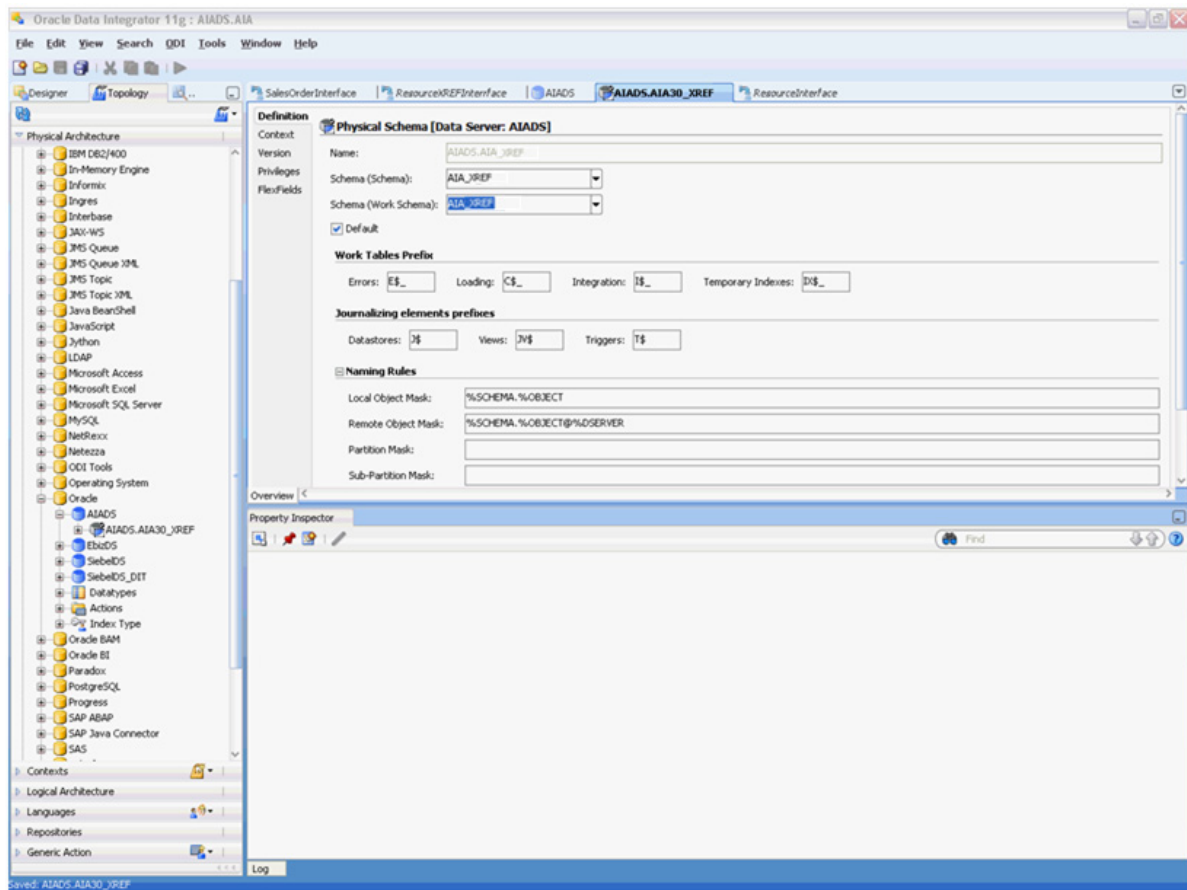 Oracle Data Integrator 11g : AIADS.AIA
File Edit View Search ODI Tools Window Help
Designer Topology
SalesOrderInterface ResourceXREFInterrface AIADS AIADS.AIA30_XREF ResourceInterface
Physical Architecture
IBM DB2/400
In-Memory Engine
Informix
Ingres
Interbase
JAX-WS
JMS Queue
JMS Queue XML
JMS Topic
JMS Topic XML
Java BeanShell
JavaScript
Jython
LDAP
Microsoft Access
Microsoft Excel
Microsoft SQL Server
MySQL
NetRexx
Netezza
ODI Tools
Operating System
Oracle
AIADS
AIADS.AIA30_XREF
EbizDS
SiebelDS
SiebelDS_DIT
Datatypes
Actions
Index Type
Oracle BAM
Oracle BI
Paradox
PostgreSQL
Progress
SAP ABAP
SAP Java Connector
SAS
Contexts
Logical Architecture
Languages
Repositories
Generic Action
Definition
Context
Version
Privileges
FlexFields
Physical Schema [Data Server: AIADS]
Name: AIADS.AIA_XREF
Schema (Schema): AIA_XREF
Schema (Work Schema): AIA_XREF
Default
Work Tables Prefix
Errors: E$_ Loading: C$_ Integration: I$_ Temporary Indexes: IX$_
Journalizing elements prefixes
Datastores: J$ Views: JV$ Triggers: T$
Naming Rules
Local Object Mask: %SCHEMA.%OBJECT
Remote Object Mask: %SCHEMA.%OBJECT@%DSERVER
Partition Mask:
Sub-Partition Mask:
Overview
Property Inspector
Find
Log
Saved: AIADS.AIA30_XREF